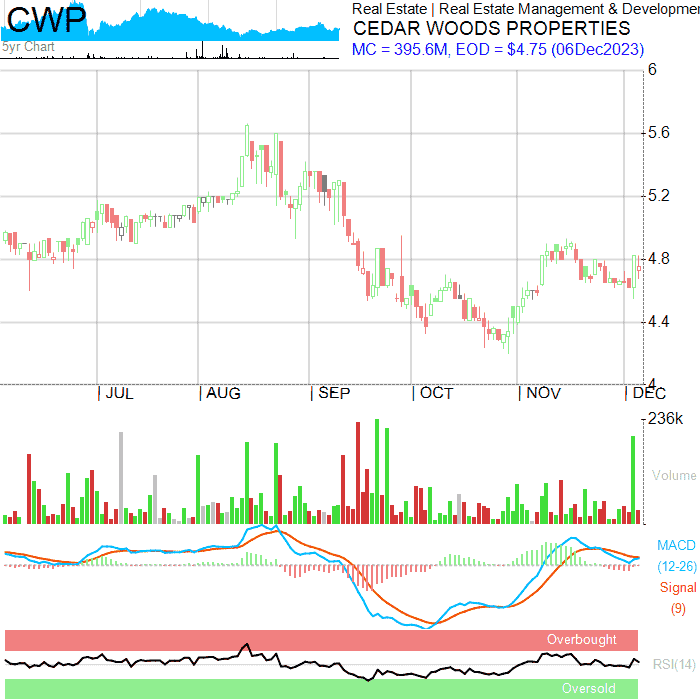 CWP
5yr Chart
Real Estate | Real Estate Management & Developmen
CEDAR WOODS PROPERTIES
MC = 395.6M, EOD = $4.75 (06Dec2023)
6
5.6
5.2
4.8
4.4
4
JUL AUG SEP OCT NOV DEC
236k
Volume
MACD
(12-26)
Signal
(9)
Overbought
RSI(14)
Oversold